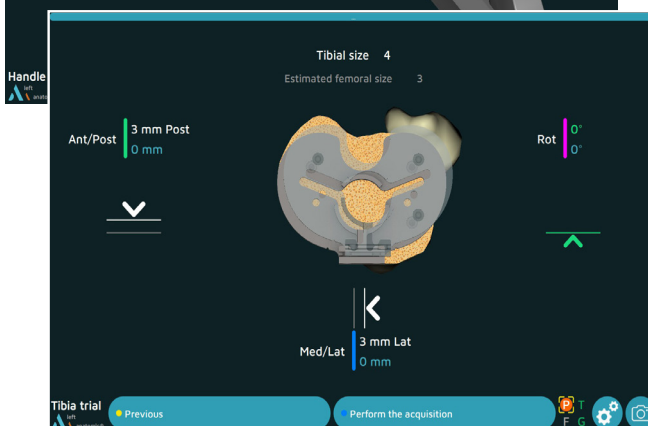 Tibial size 4
Estimated femoral size 3
Handle
left
Ant/Post
3 mm Post
0 mm
Rot
0°
0°
Med/Lat
3 mm Lat
0 mm
Tibia trial
left
Previous
Perform the acquisition
P T
F G